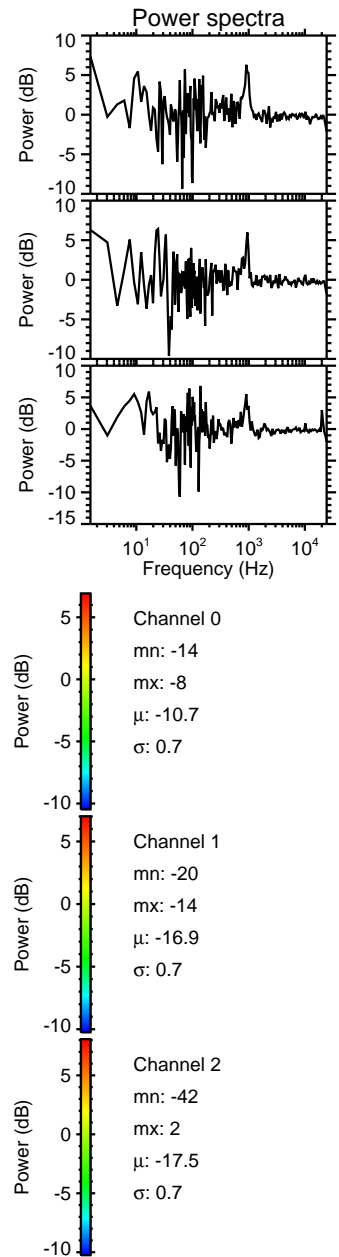 Power spectra
10
5
0
-5
-10
Power (dB)
10
5
0
-5
-10
Power (dB)
10
5
0
-5
-10
-15
Power (dB)
10¹ 10² 10³ 10⁴
Frequency (Hz)
5
0
-5
-10
Power (dB)
Channel 0
mn: -14
mx: -8
μ: -10.7
σ: 0.7
5
0
-5
-10
Power (dB)
Channel 1
mn: -20
mx: -14
μ: -16.9
σ: 0.7
5
0
-5
-10
Power (dB)
Channel 2
mn: -42
mx: 2
μ: -17.5
σ: 0.7